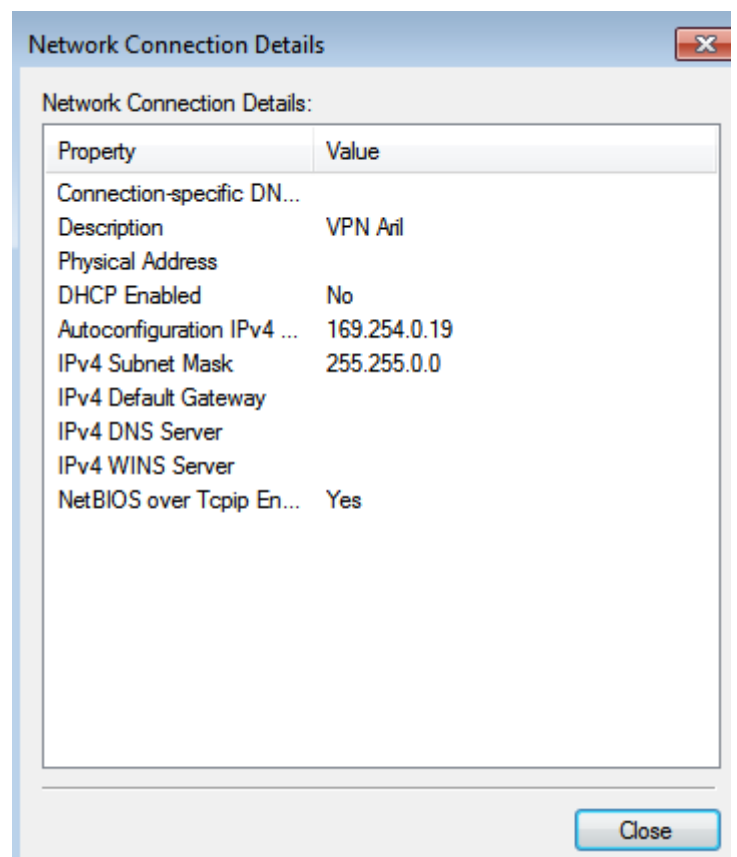 Network Connection Details
Network Connection Details:
Property Value
Connection-specific DN...
Description VPN Aril
Physical Address
DHCP Enabled No
Autoconfiguration IPv4 ... 169.254.0.19
IPv4 Subnet Mask 255.255.0.0
IPv4 Default Gateway
IPv4 DNS Server
IPv4 WINS Server
NetBIOS over Tcpip En... Yes
Close